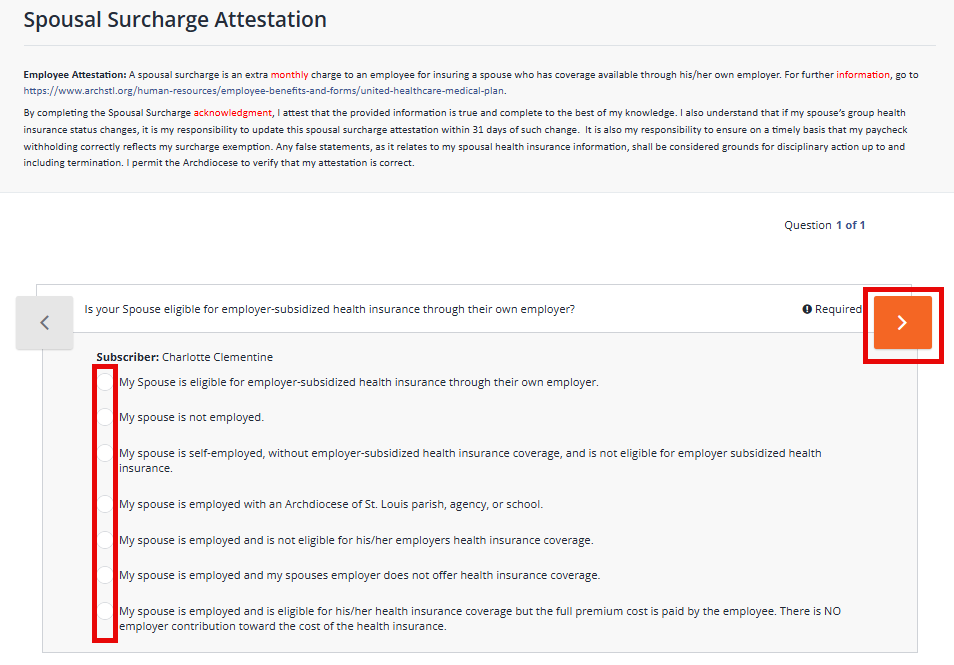 Spousal Surcharge Attestation
Employee Attestation: A spousal surcharge is an extra monthly charge to an employee for insuring a spouse who has coverage available through his/her own employer. For further information, go to
https://www.archstl.org/human-resources/employee-benefits-and-forms/united-healthcare-medical-plan.
By completing the Spousal Surcharge acknowledgment, I attest that the provided information is true and complete to the best of my knowledge. I also understand that if my spouse's group health
insurance status changes, it is my responsibility to update this spousal surcharge attestation within 31 days of such change. It is also my responsibility to ensure on a timely basis that my paycheck
withholding correctly reflects my surcharge exemption. Any false statements, as it relates to my spousal health insurance information, shall be considered grounds for disciplinary action up to and
including termination. I permit the Archdiocese to verify that my attestation is correct.
Question 1 of 1
Is your Spouse eligible for employer-subsidized health insurance through their own employer? Required
Subscriber: Charlotte Clementine
My Spouse is eligible for employer-subsidized health insurance through their own employer.
My spouse is not employed.
My spouse is self-employed, without employer-subsidized health insurance coverage, and is not eligible for employer subsidized health
insurance.
My spouse is employed with an Archdiocese of St. Louis parish, agency, or school.
My spouse is employed and is not eligible for his/her employers health insurance coverage.
My spouse is employed and my spouses employer does not offer health insurance coverage.
My spouse is employed and is eligible for his/her health insurance coverage but the full premium cost is paid by the employee. There is NO
employer contribution toward the cost of the health insurance.